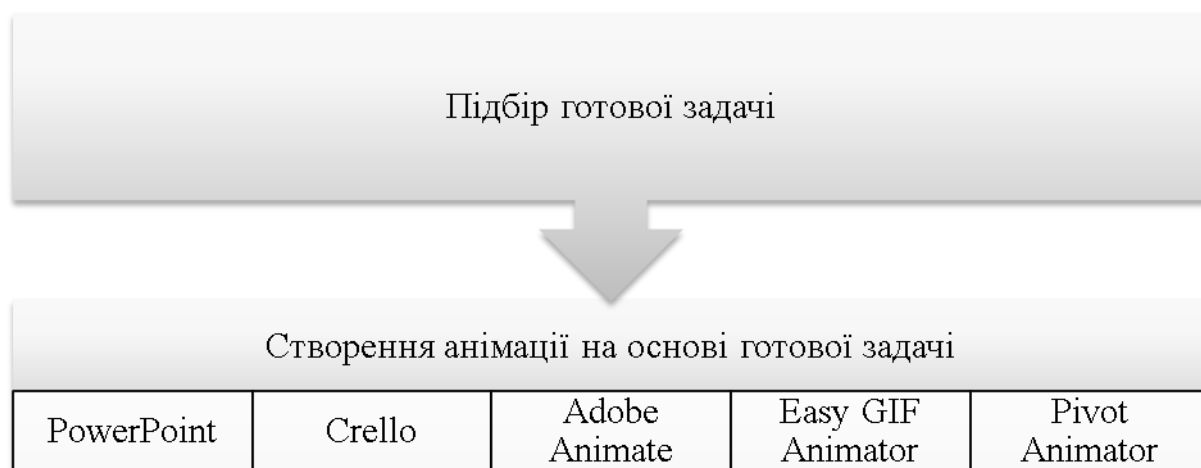 Підбір готової задачі
Створення анімації на основі готової задачі
PowerPoint
Crello
Adobe
Animate
Easy GIF
Animator
Pivot
Animator